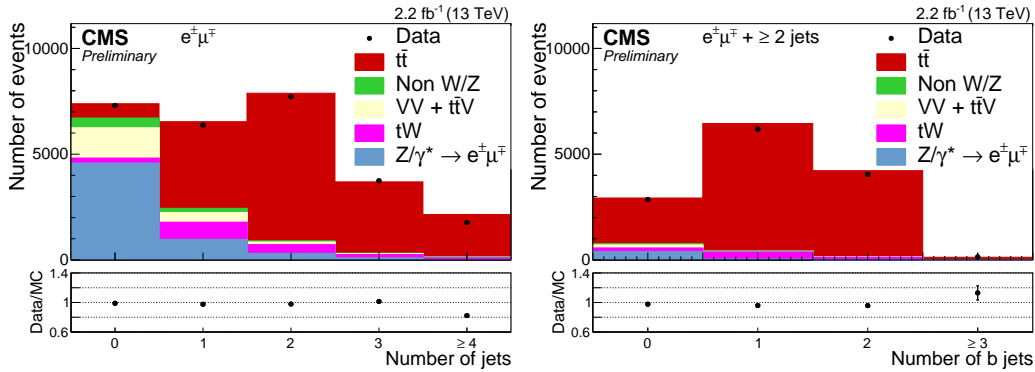 2.2 fb⁻¹ (13 TeV)
CMS
Preliminary
e±μ∓
Data
tt̄
Non W/Z
VV + tt̄V
tW
Z/γ* → e±μ∓
Number of events
10000
5000
0
Data/MC
1.4
1
0.6
0 1 2 3 ≥ 4
Number of jets
2.2 fb⁻¹ (13 TeV)
CMS
Preliminary
e±μ∓ + ≥ 2 jets
Data
tt̄
Non W/Z
VV + tt̄V
tW
Z/γ* → e±μ∓
Number of events
10000
5000
0
Data/MC
1.4
1
0.6
0 1 2 ≥ 3
Number of b jets